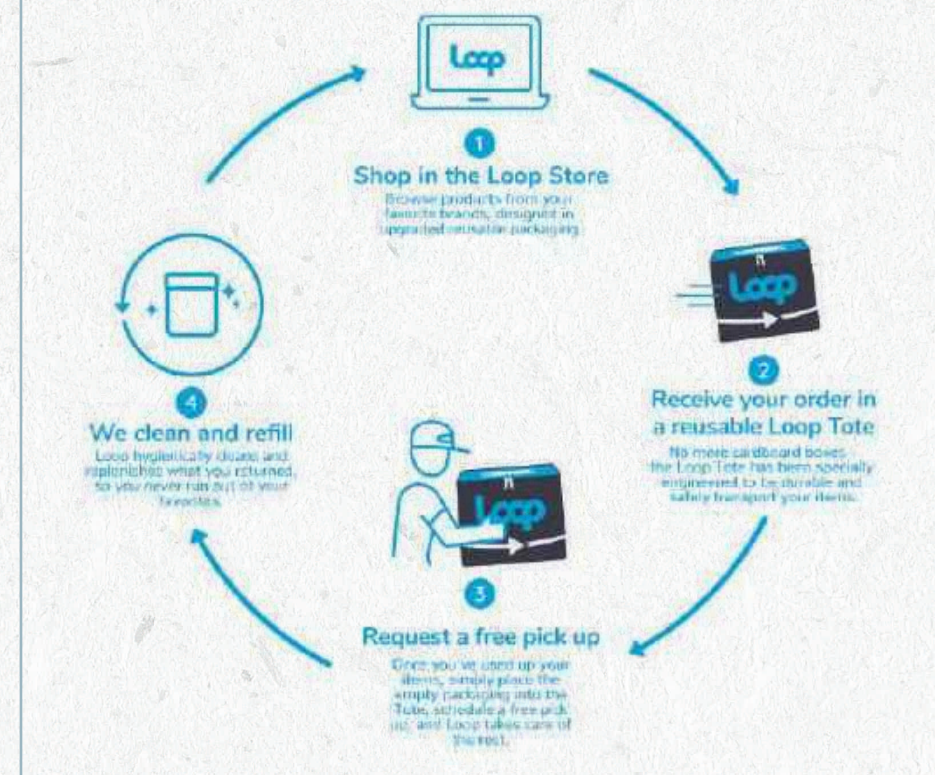 Loop
1
Shop in the Loop Store
Browse products from your
favorite brands, designed in
upgraded reusable packaging
Loop
2
Receive your order in
a reusable Loop Tote
No more cardboard boxes
the Loop Tote has been specially
engineered to be durable and
safely transport your items.
Loop
3
Request a free pick up
Once you've used up your
items, simply place the
empty packaging into the
Tote, schedule a free pick
up, and Loop takes care of
the rest.
4
We clean and refill
Loop hygienically cleans and
replenishes what you returned,
so you never run out of your
favorites.